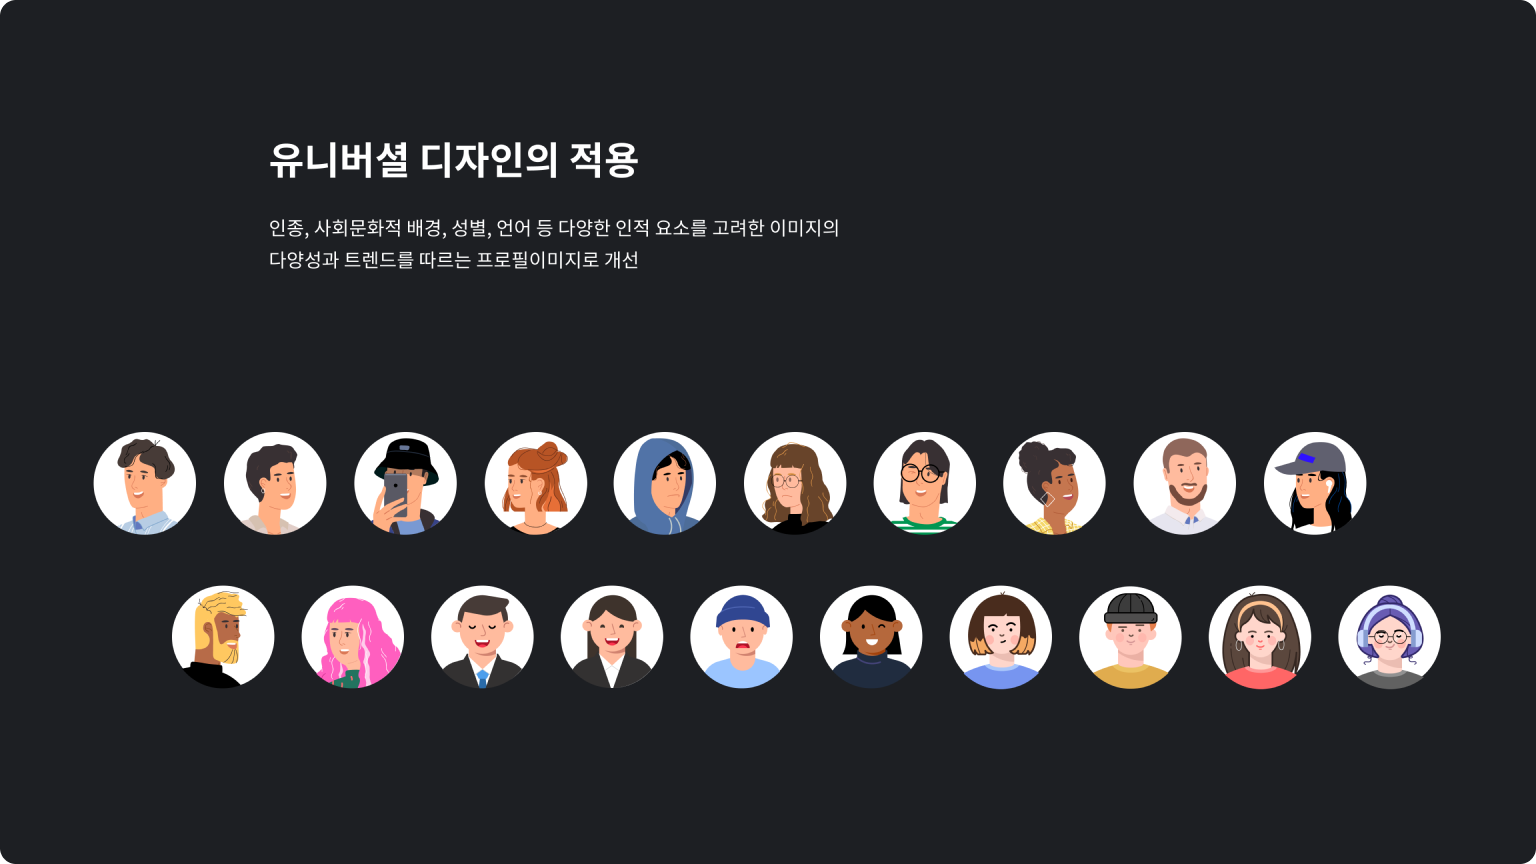 유니버셜 디자인의 적용
인종, 사회문화적 배경, 성별, 언어 등 다양한 인적 요소를 고려한 이미지의
다양성과 트렌드를 따르는 프로필이미지로 개선